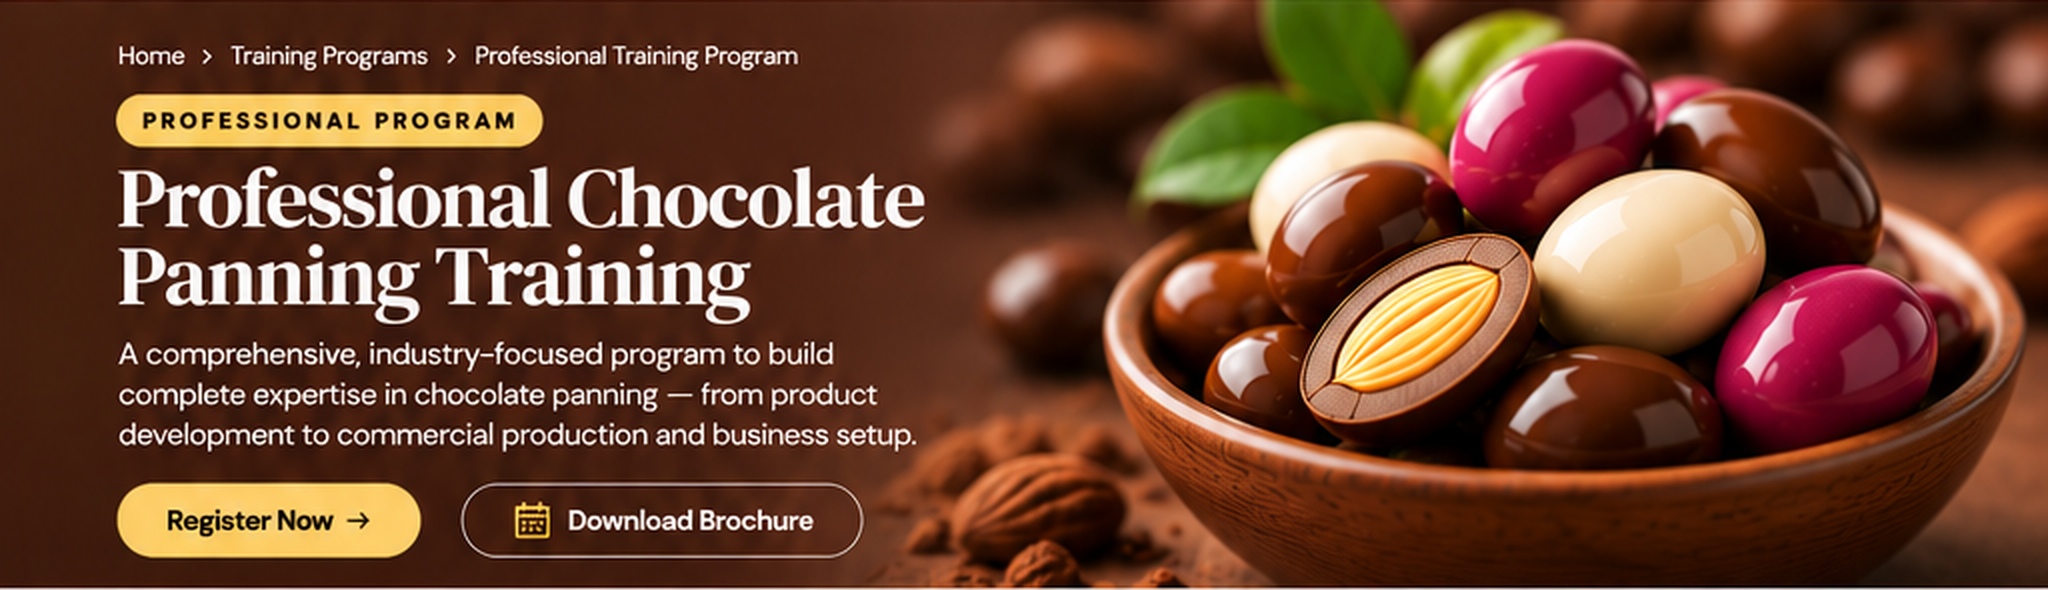 Home > Training Programs > Professional Training Program
PROFESSIONAL PROGRAM
Professional Chocolate
Panning Training
A comprehensive, industry-focused program to build
complete expertise in chocolate panning — from product
development to commercial production and business setup.
Register Now →
Download Brochure